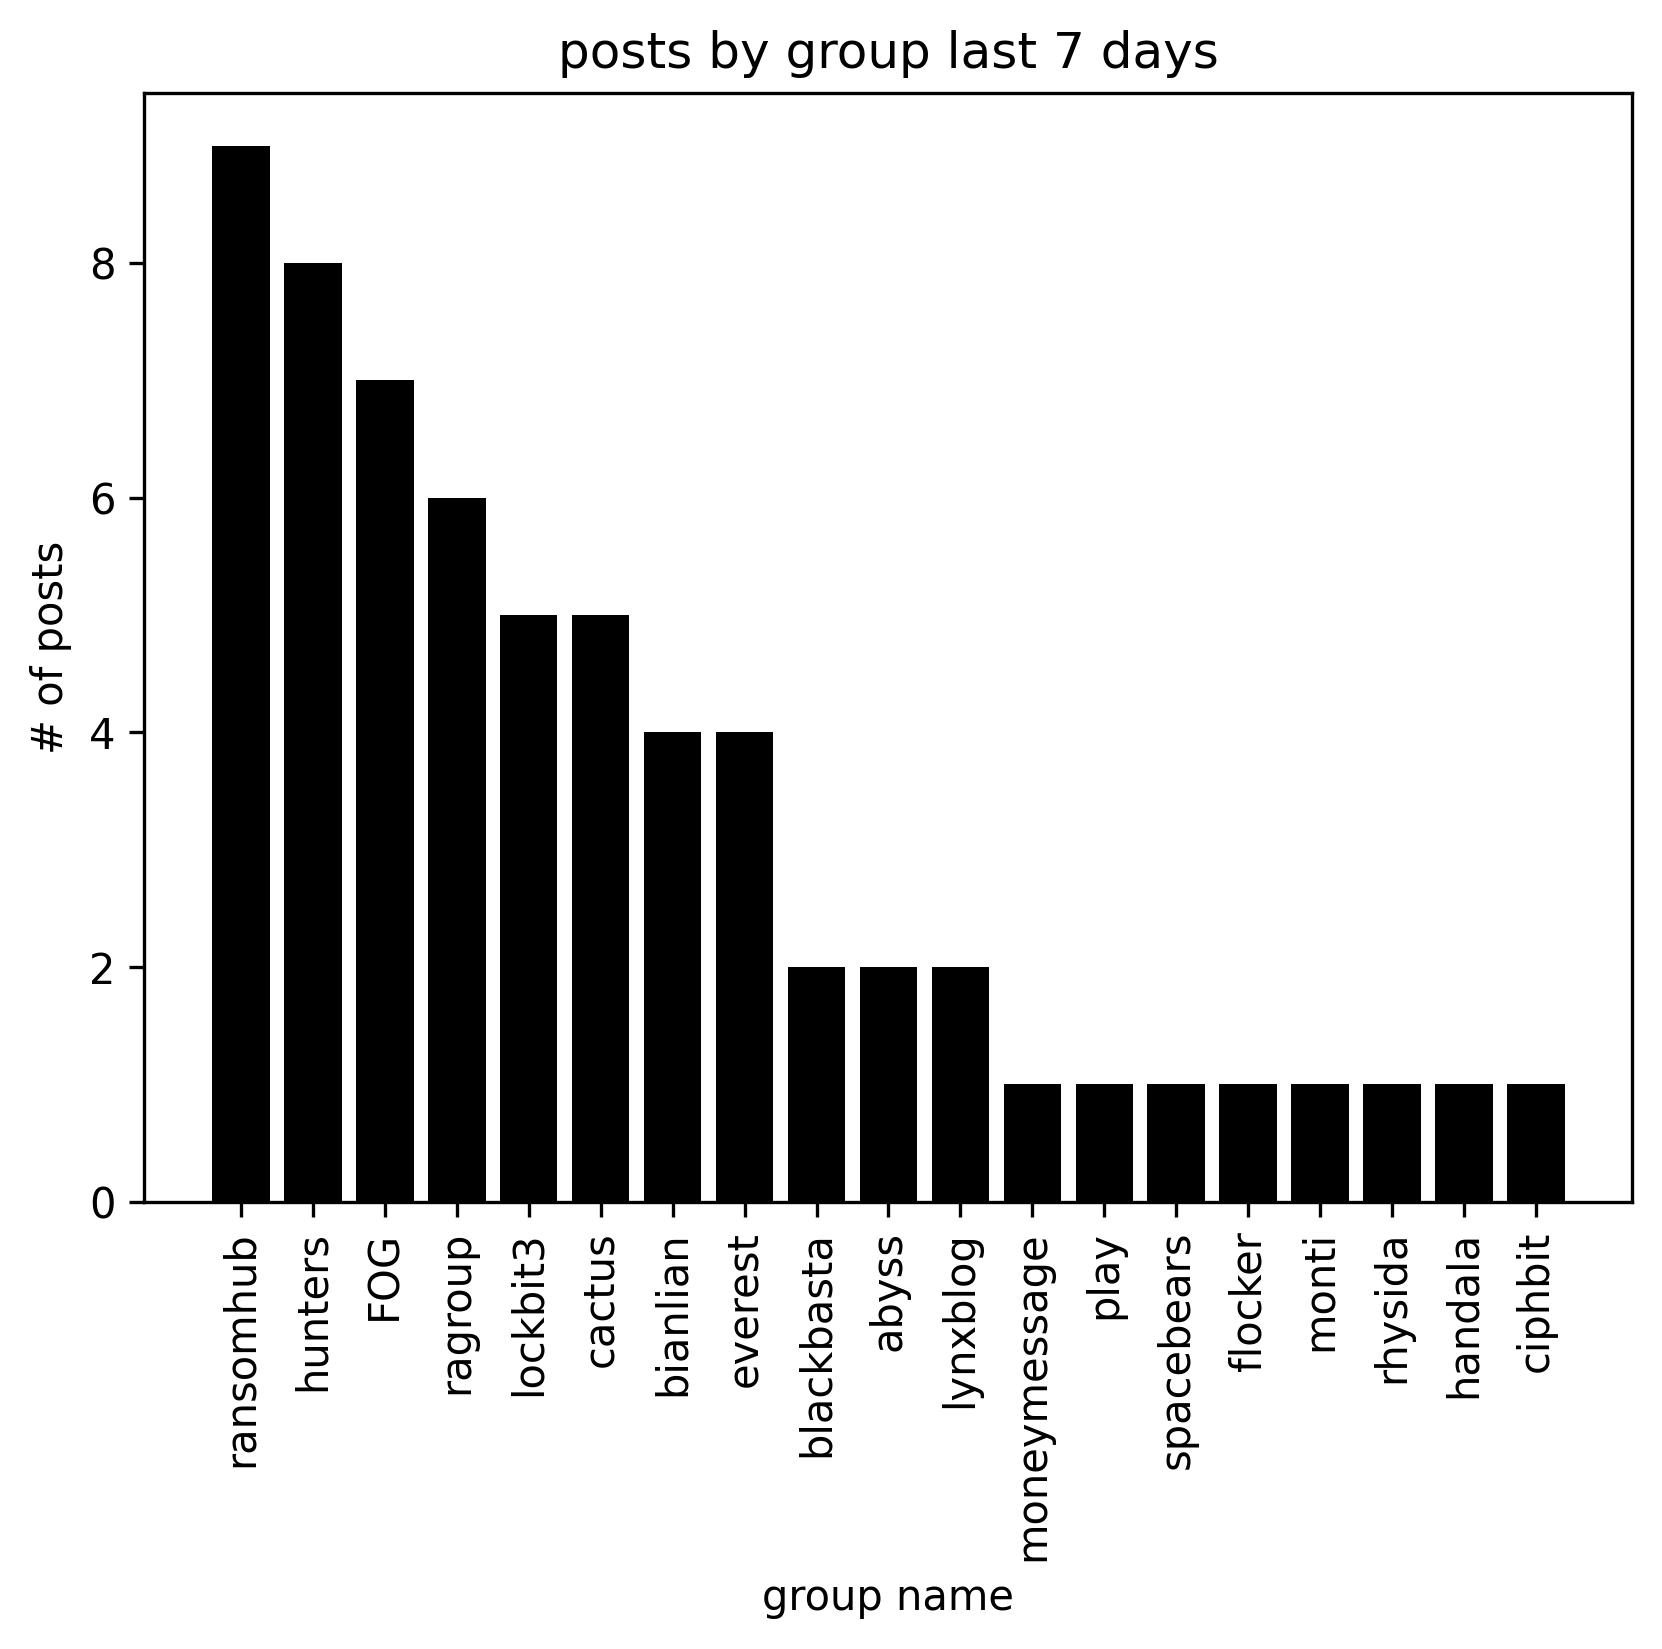 posts by group last 7 days
# of posts
8
6
4
2
0
ransomhub
hunters
FOG
ragroup
lockbit3
cactus
bianlian
everest
blackbasta
abyss
lynxblog
moneymessage
play
spacebears
flocker
monti
rhysida
handala
ciphbit
group name